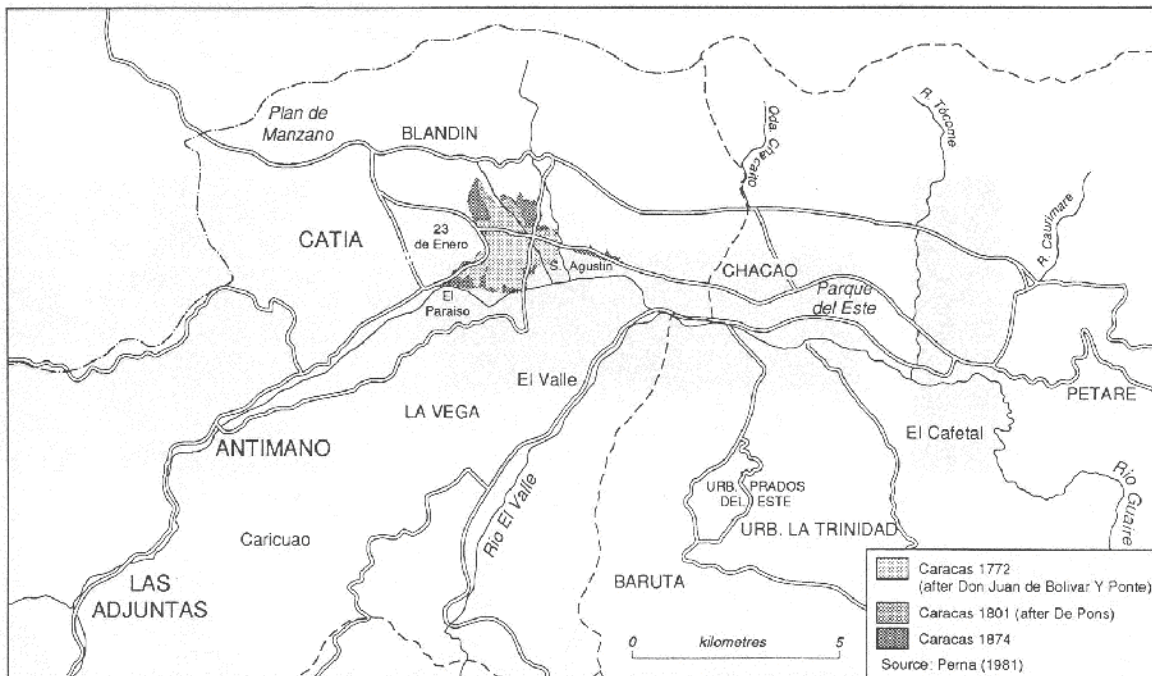 Plan de
Manzano
BLANDIN
Qda. Chacaito
R. Tócome
R. Caurimare
CATIA
23
de Enero
S. Agustin
CHACAO
Parque
del Este
El
Paraiso
El Valle
LA VEGA
PETARE
ANTIMANO
El Cafetal
Rio El Valle
URB. PRADOS
DEL ESTE
Rio Guaire
Caricuao
URB. LA TRINIDAD
LAS
ADJUNTAS
BARUTA
0 kilometres 5
Caracas 1772
(after Don Juan de Bolivar Y Ponte)
Caracas 1801 (after De Pons)
Caracas 1874
Source: Perna (1981)